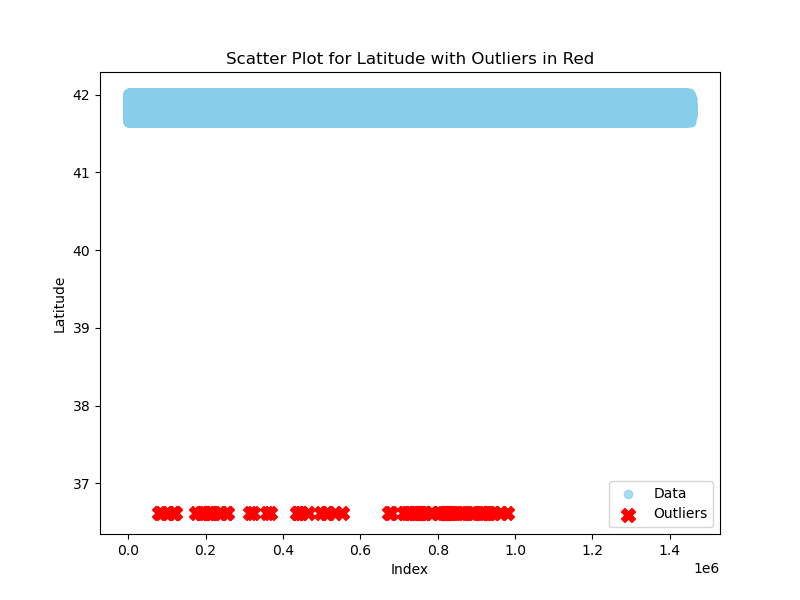 Scatter Plot for Latitude with Outliers in Red
Latitude
42
41
40
39
38
37
Data
Outliers
0.0 0.2 0.4 0.6 0.8 1.0 1.2 1.4
1e6
Index